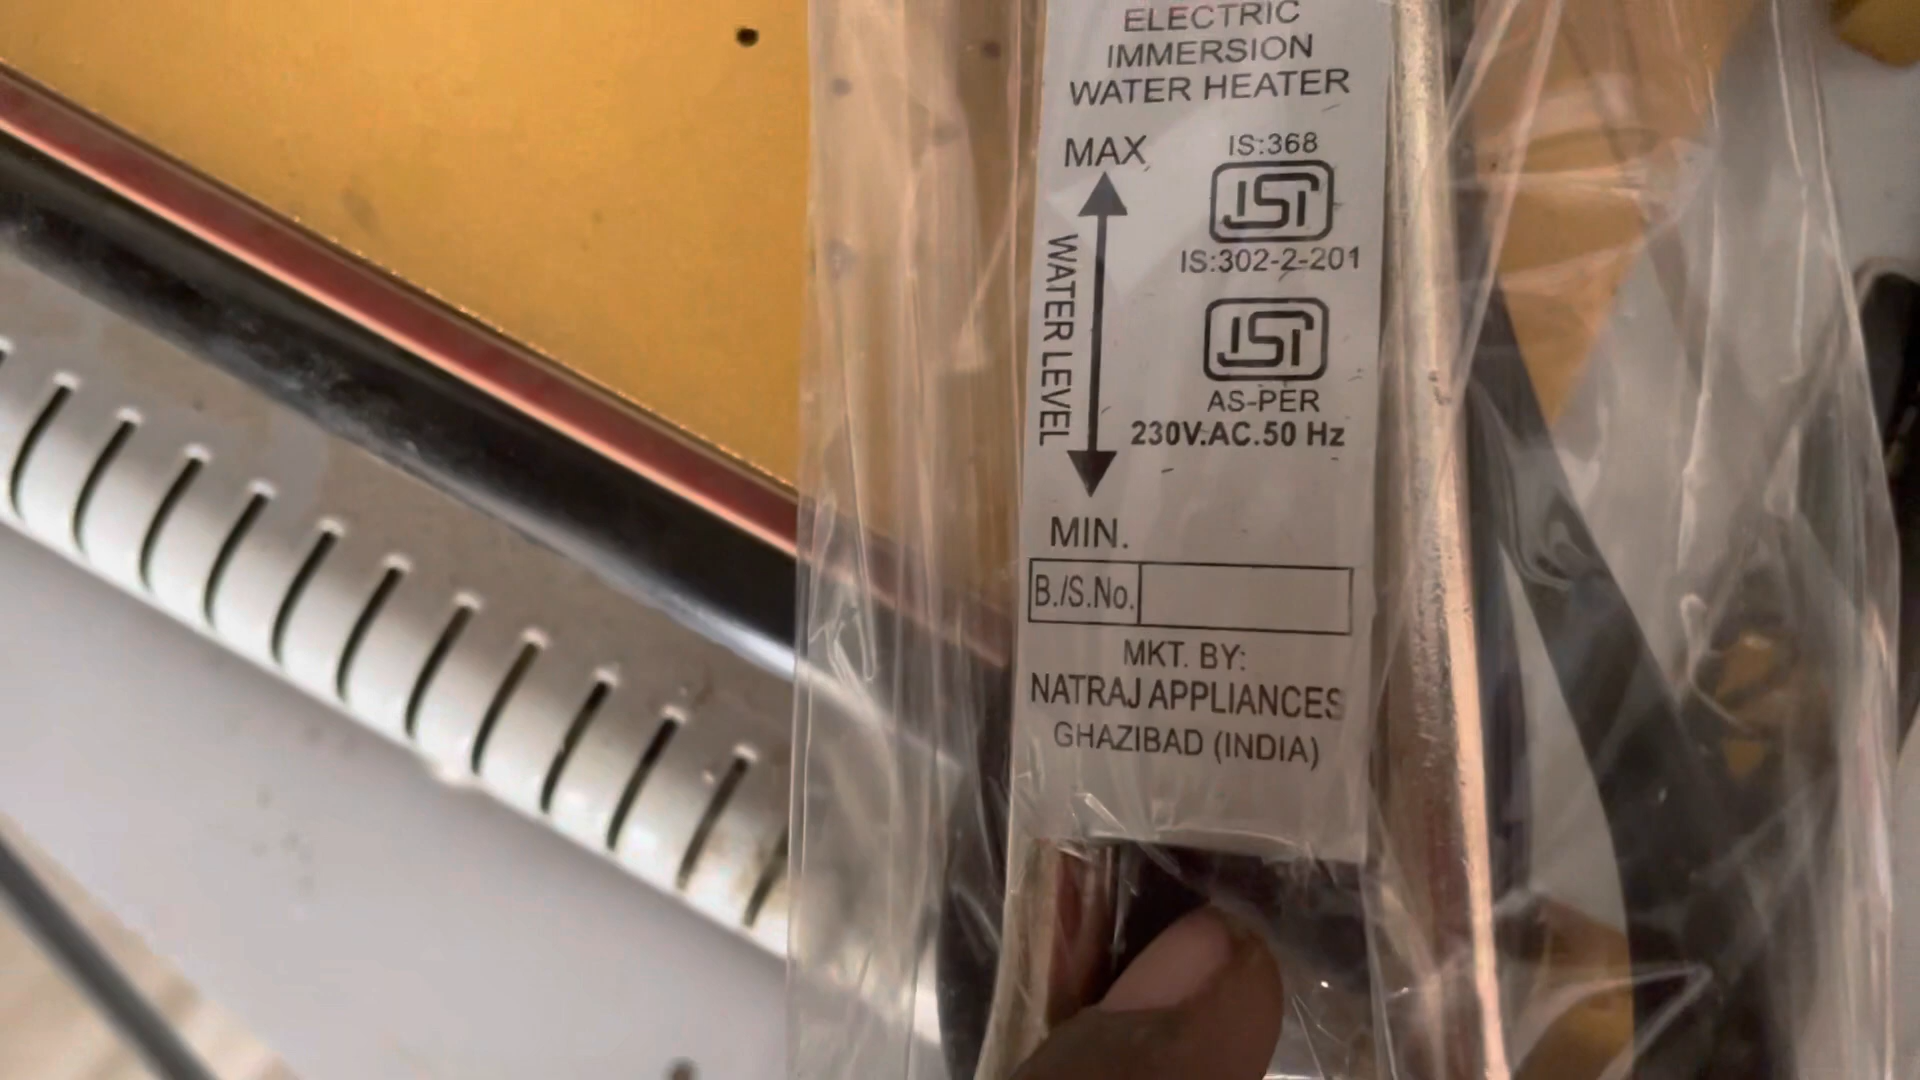 ELECTRIC
IMMERSION
WATER HEATER
MAX
IS:368
ISI
IS:302-2-201
WATER LEVEL
ISI
AS-PER
230V.AC.50 Hz
MIN.
B./S.No.
MKT. BY:
NATRAJ APPLIANCES
GHAZIBAD (INDIA)